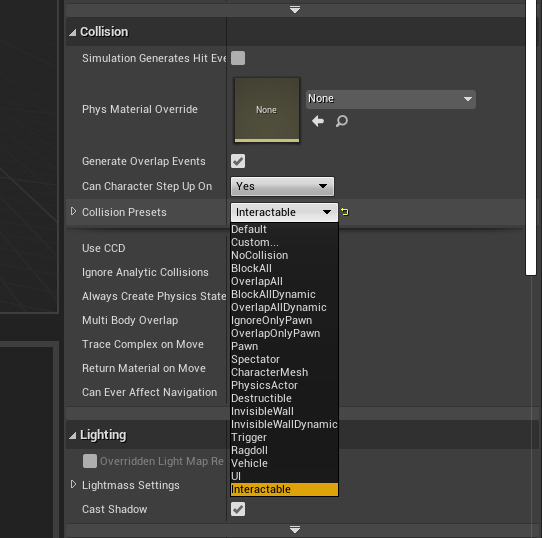 Collision
Simulation Generates Hit Eve
Phys Material Override
None
None
Generate Overlap Events
Can Character Step Up On
Yes
Collision Presets
Interactable
Default
Custom...
NoCollision
BlockAll
OverlapAll
BlockAllDynamic
OverlapAllDynamic
IgnoreOnlyPawn
OverlapOnlyPawn
Pawn
Spectator
CharacterMesh
PhysicsActor
Destructible
InvisibleWall
InvisibleWallDynamic
Trigger
Ragdoll
Vehicle
UI
Interactable
Use CCD
Ignore Analytic Collisions
Always Create Physics State
Multi Body Overlap
Trace Complex on Move
Return Material on Move
Can Ever Affect Navigation
Lighting
Overridden Light Map Re
Lightmass Settings
Cast Shadow